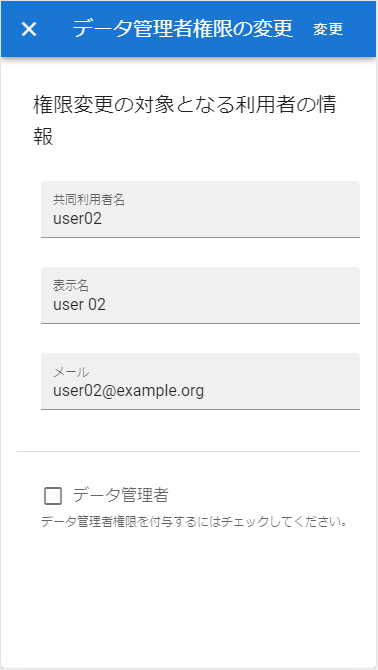 データ管理者権限の変更 変更
権限変更の対象となる利用者の情
報
共同利用者名
user02
表示名
user 02
メール
user02@example.org
データ管理者
データ管理者権限を付与するにはチェックしてください。